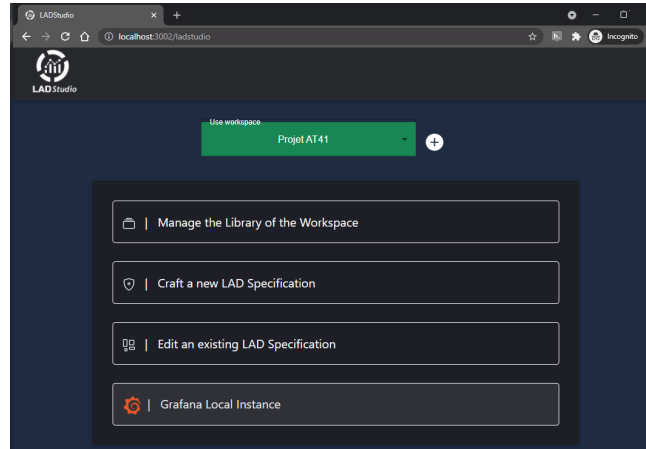 LADStudio
localhost:3002/ladstudio
Incognito
LADStudio
Use workspace
Projet AT41
Manage the Library of the Workspace
Craft a new LAD Specification
Edit an existing LAD Specification
Grafana Local Instance